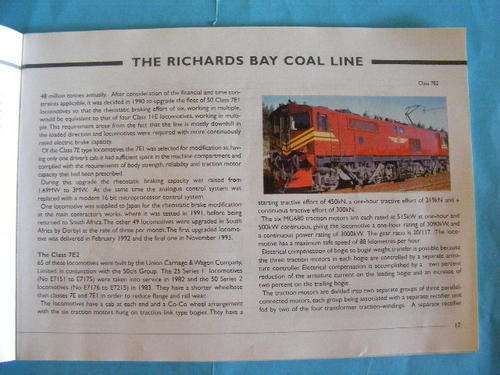 THE RICHARDS BAY COAL LINE
48 million tonnes annually. After consideration of the financial and time con-
straints applicable, it was decided in 1990 to upgrade the fleet of 50 Class 7E1
locomotives so that the rheostatic braking effort of six, working in multiple,
would be equivalent to that of four Class 11E locomotives, working in multi-
ple. This requirement arose from the fact that the line is mostly downhill in
the loaded direction and locomotives were required with more continuously
rated electric brake capacity.
Of the Class 7E type locomotives the 7E1 was selected for modification as, having
only one driver's cab it had sufficient space in the machine compartment and
complied with the requirements of body strength, reliability and traction motor
capacity that had been prescribed.
During this upgrade the rheostatic braking capacity was raised from
1.49MW to 3MW. At the same time the analogue control system was
replaced with a modern 16 bit microprocessor control system.
One locomotive was supplied to Japan for the rheostatic brake modification
at the main contractors works, where it was tested in 1991, before being
returned to South Africa. The other 49 locomotives were upgraded in South
Africa by Dorbyl at the rate of three per month. The first upgraded locomo-
tive was delivered in February 1992 and the final one in November 1993.
The Class 7E2
65 of these locomotives were built by the Union Carriage & Wagon Company,
Limited in conjunction with the 50c/s Group. The 25 Series 1 locomotives
(No E7151 to E7175) were taken into service in 1982 and the 50 Series 2
locomotives (No E7176 to E7215) in 1983. They have a shorter wheelbase
than classes 7E and 7E1 in order to reduce flange and rail wear.
The locomotives have a cab at each end and a Co-Co wheel arrangement
with the six traction motors hung on traction link type bogies. They have a
Class 7E2
starting tractive effort of 450kN, a one-hour tractive effort of 319kN and a
continuous tractive effort of 300kN.
The six MG680 traction motors are each rated at 515kW at one-hour and
500kW continuous, giving the locomotive a one-hour rating of 3090kW and
a continuous power rating of 3000kW. The gear ratio is 20:117. The loco-
motive has a maximum safe speed of 88 kilometres per hour.
Electrical compensation of bogie to bogie weight transfer is possible because
the three traction motors in each bogie are controlled by a separate arma-
ture controller. Electrical compensation is accomplished by a two percent
reduction of the armature current on the leading bogie and an increase of
two percent on the trailing bogie.
The traction motors are divided into two separate groups of three parallel-
connected motors, each group being associated with a separate rectifier unit
fed by two of the four transformer traction-windings. A separate rectifier
17